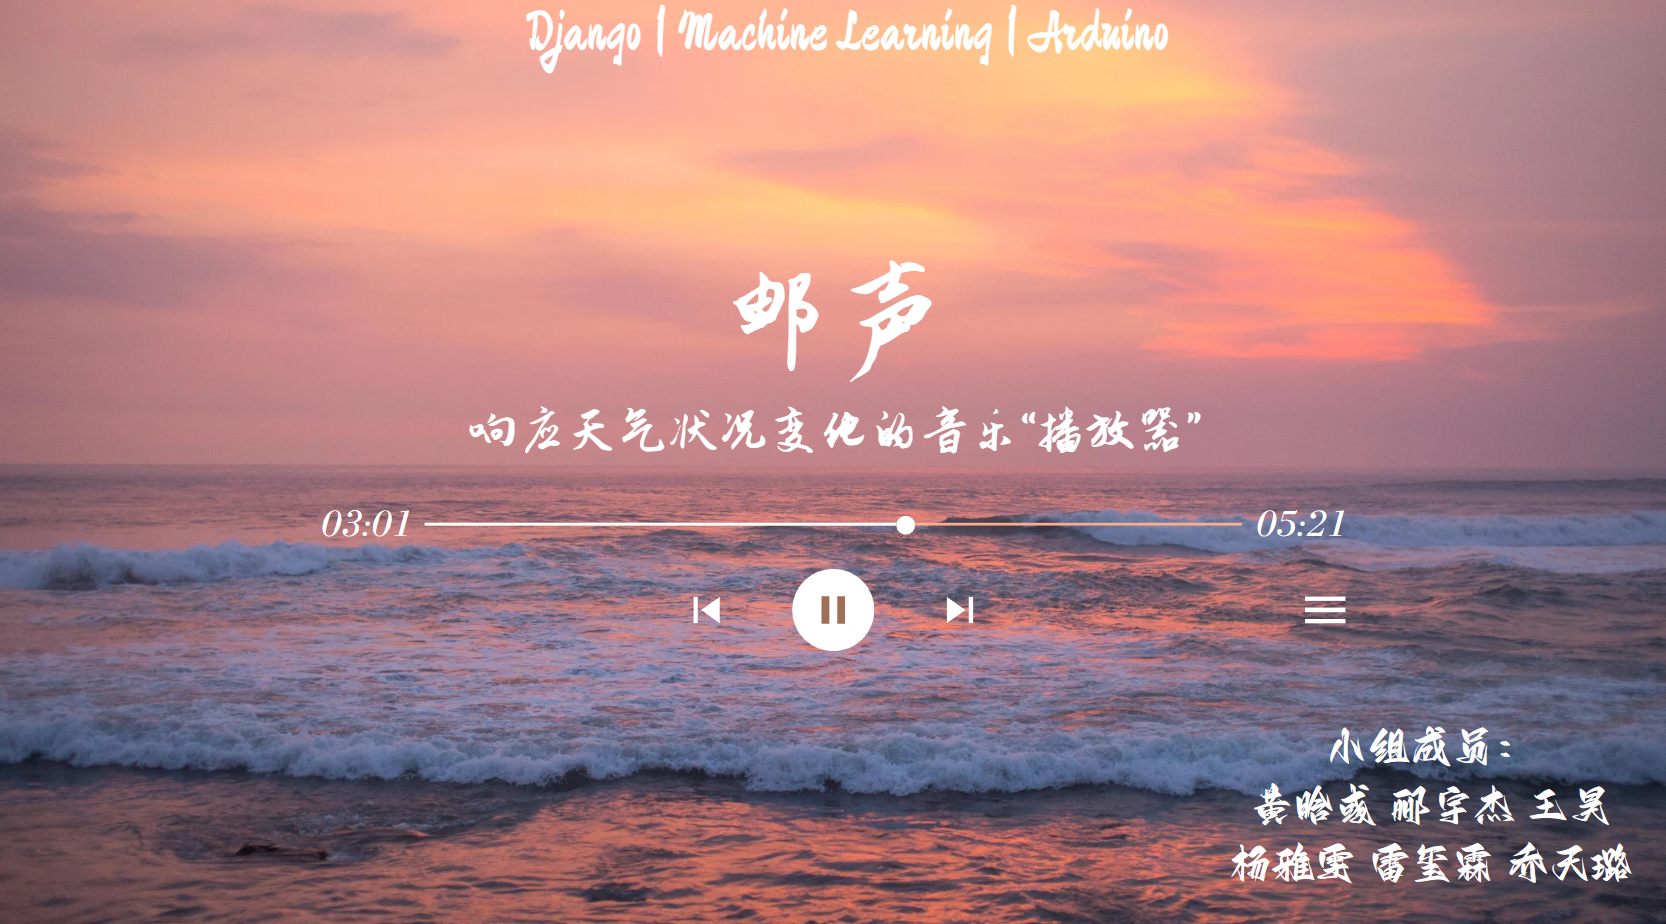 Django | Machine Learning | Arduino
邮声
响应天气状况变化的音乐“播放器”
03:01 05:21
小组成员：
黄晗彧 郦宇杰 王昊
杨雅雯 雷玺霖 乔天璐